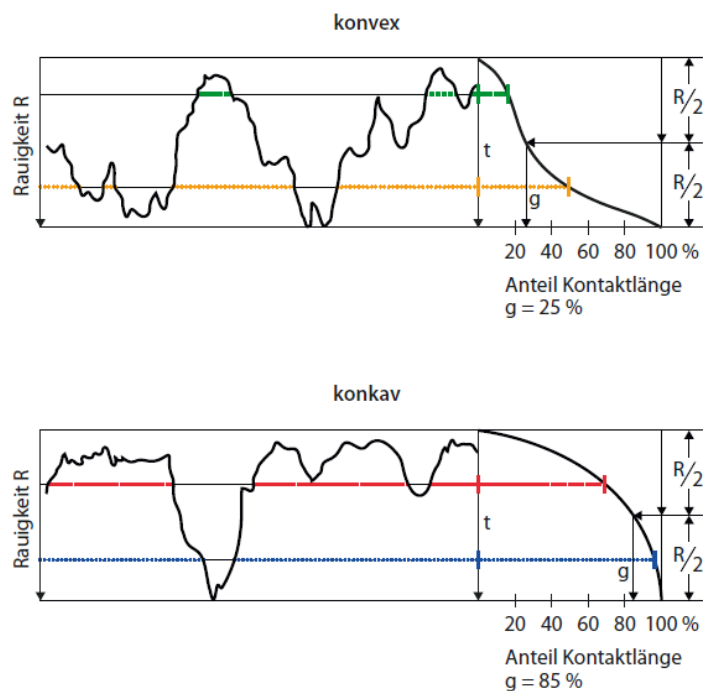 konvex
Rauigkeit R
t
g
R/2
R/2
20 40 60 80 100 %
Anteil Kontaktlänge
g = 25 %
konkav
Rauigkeit R
t
g
R/2
R/2
20 40 60 80 100 %
Anteil Kontaktlänge
g = 85 %